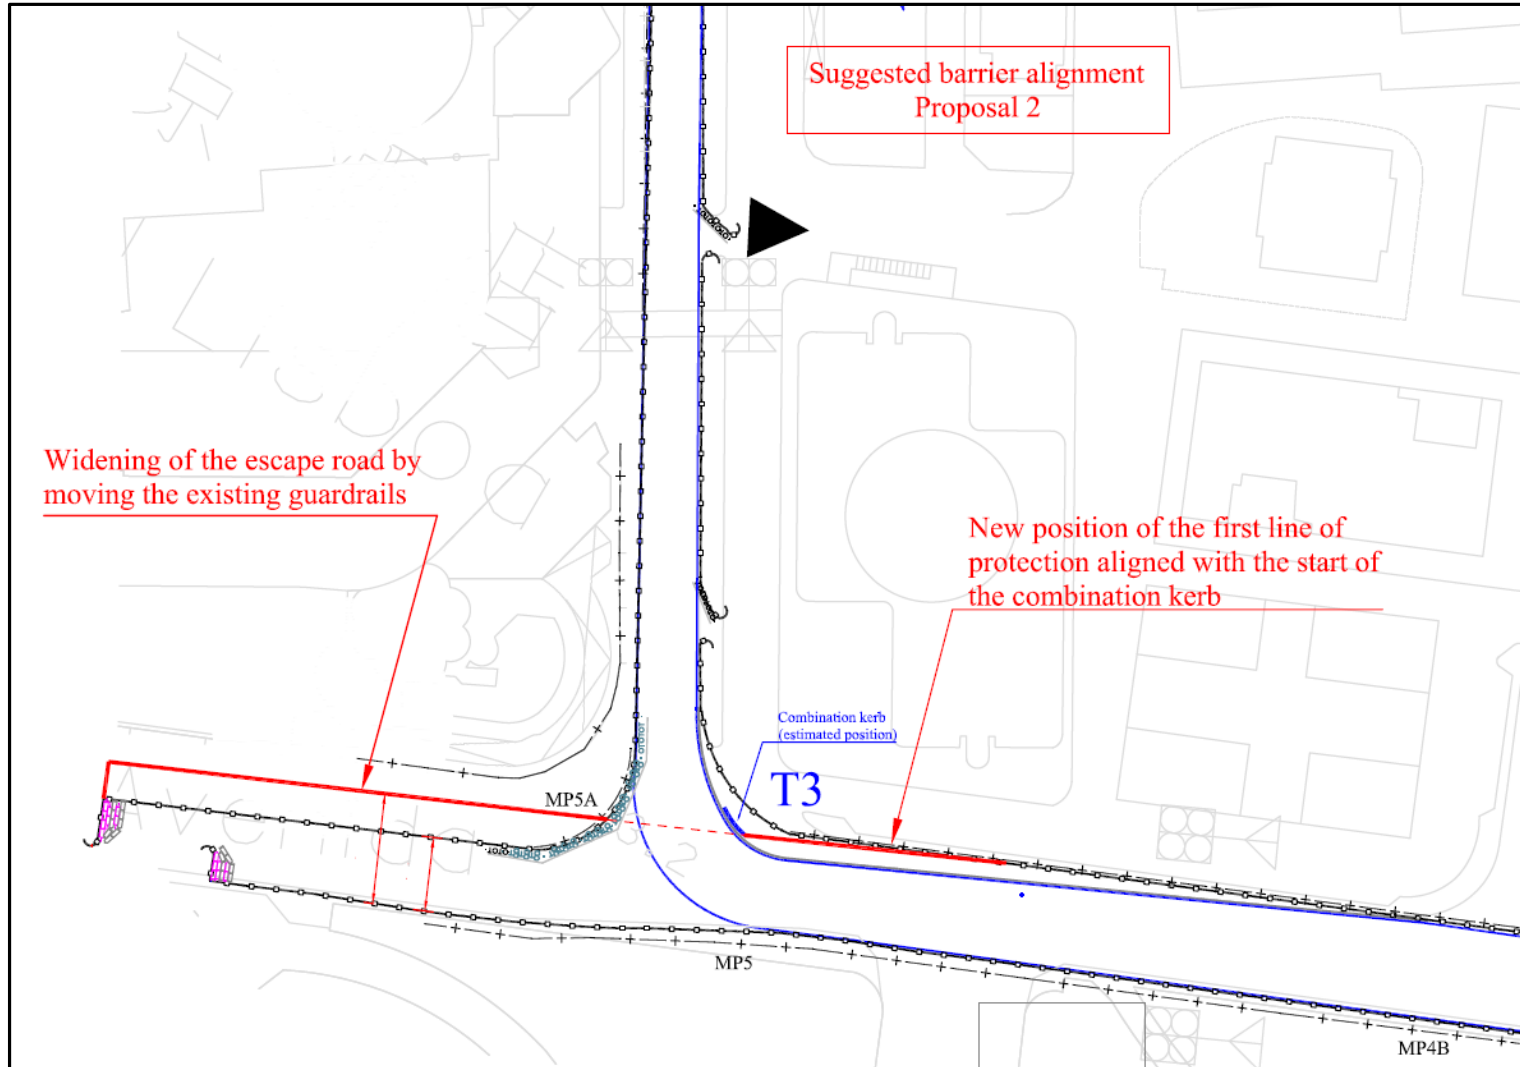 Suggested barrier alignment
Proposal 2
Widening of the escape road by
moving the existing guardrails
New position of the first line of
protection aligned with the start of
the combination kerb
Combination kerb
(estimated position)
T3
MP5A
Avenida
2
MP5
MP4B